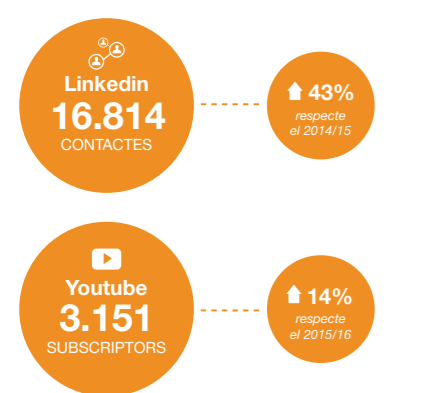 Linkedin
16.814
CONTACTES
43%
respecte
el 2014/15
Youtube
3.151
SUBSCRIPTORS
14%
respecte
el 2015/16